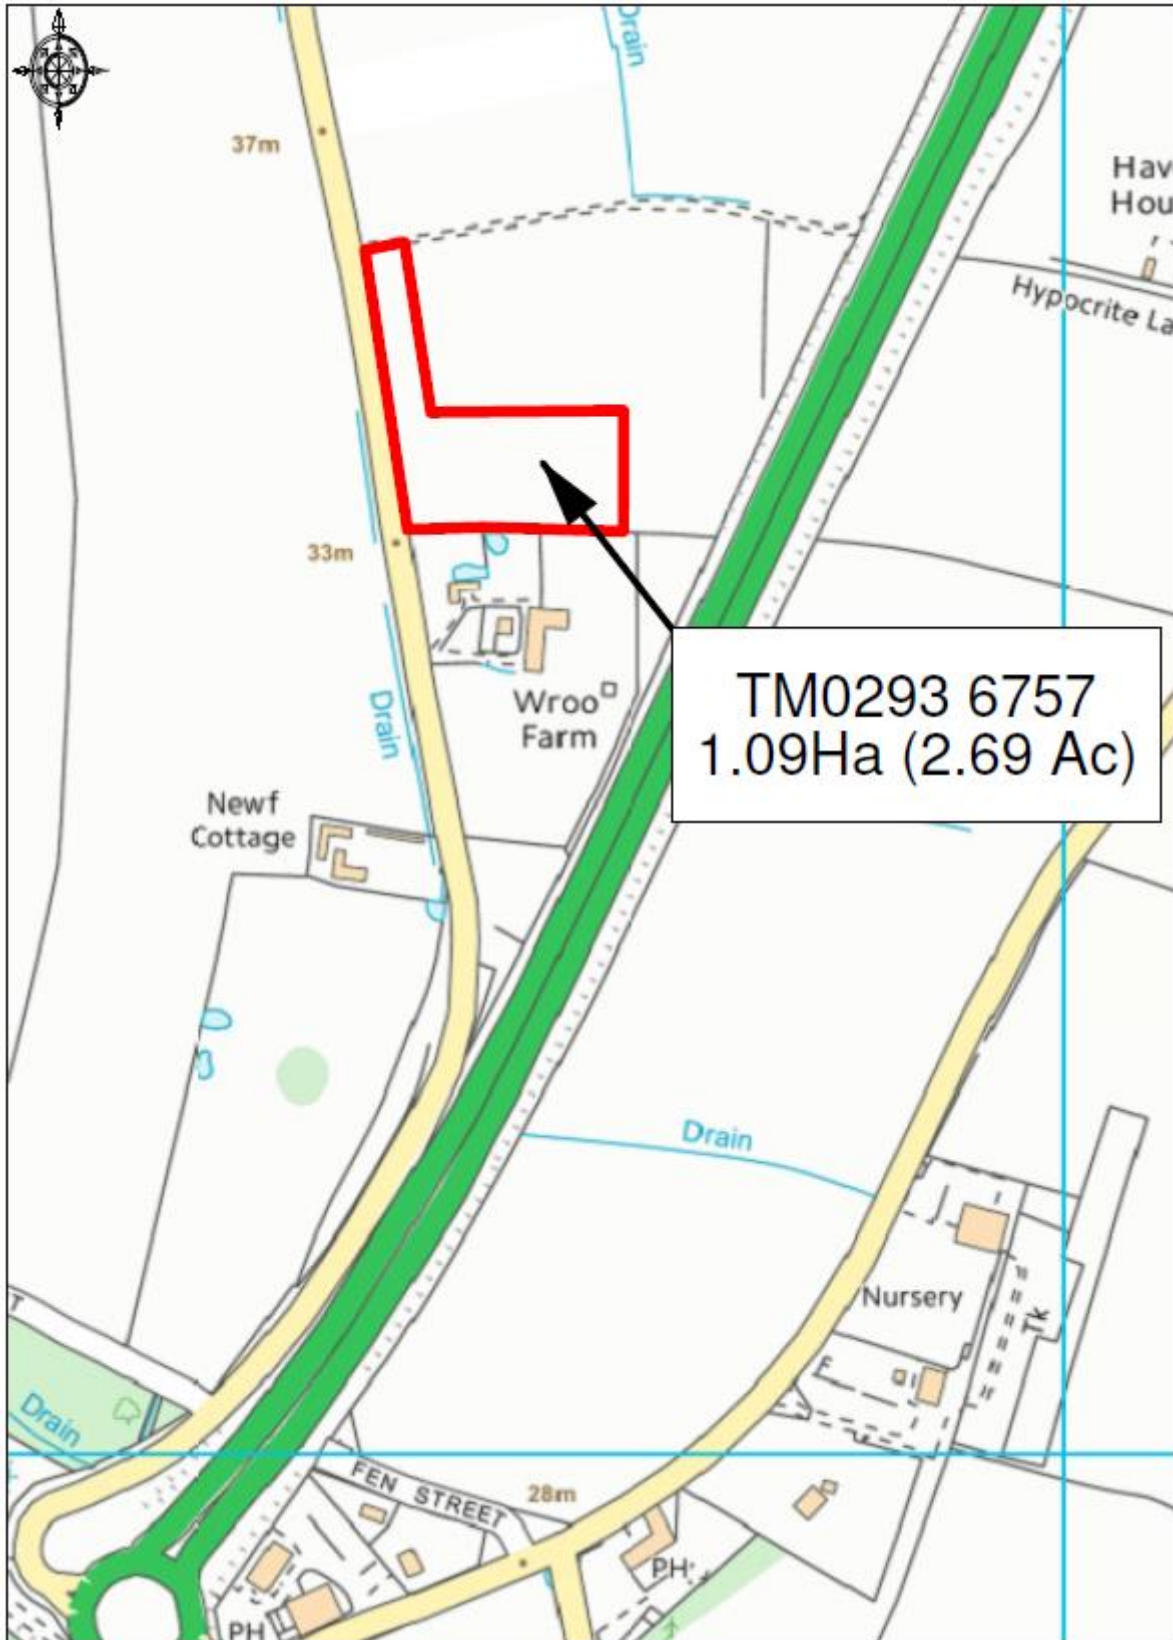 Drain
37m
Hav
Hou
Hypocrite La
33m
TM0293 6757
1.09Ha (2.69 Ac)
Wroo
Farm
Drain
Newf
Cottage
Drain
Nursery
Tk
T
Drain
FEN STREET
28m
PH
PH